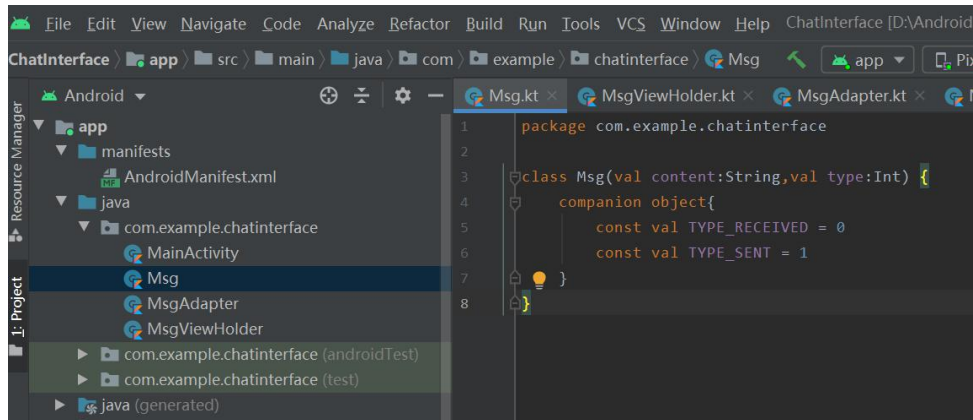 File Edit View Navigate Code Analyze Refactor Build Run Tools VCS Window Help ChatInterface [D:\Android
ChatInterface app src main java com example chatinterface Msg app Pix
Android
Msg.kt MsgViewHolder.kt MsgAdapter.kt
Resource Manager
1: Project
app
manifests
AndroidManifest.xml
MF
java
com.example.chatinterface
MainActivity
Msg
MsgAdapter
MsgViewHolder
com.example.chatinterface (androidTest)
com.example.chatinterface (test)
java (generated)
1 package com.example.chatinterface
2
3 class Msg(val content:String,val type:Int) {
4 companion object{
5 const val TYPE_RECEIVED = 0
6 const val TYPE_SENT = 1
7 }
8 }